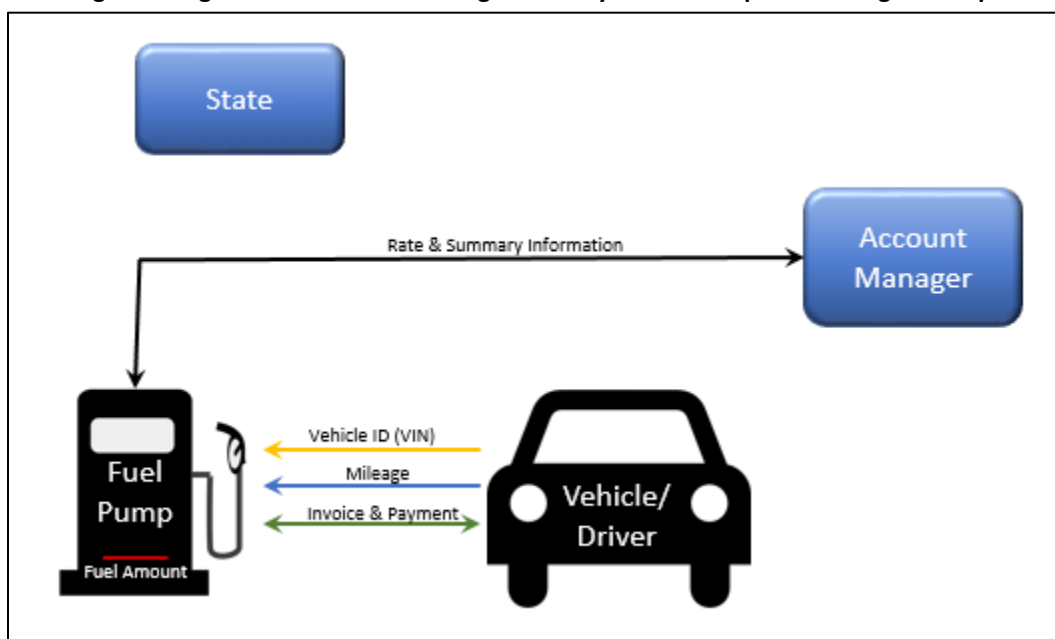 State
Account
Manager
Rate & Summary Information
Vehicle ID (VIN)
Mileage
Invoice & Payment
Fuel
Pump
Fuel Amount
Vehicle/
Driver